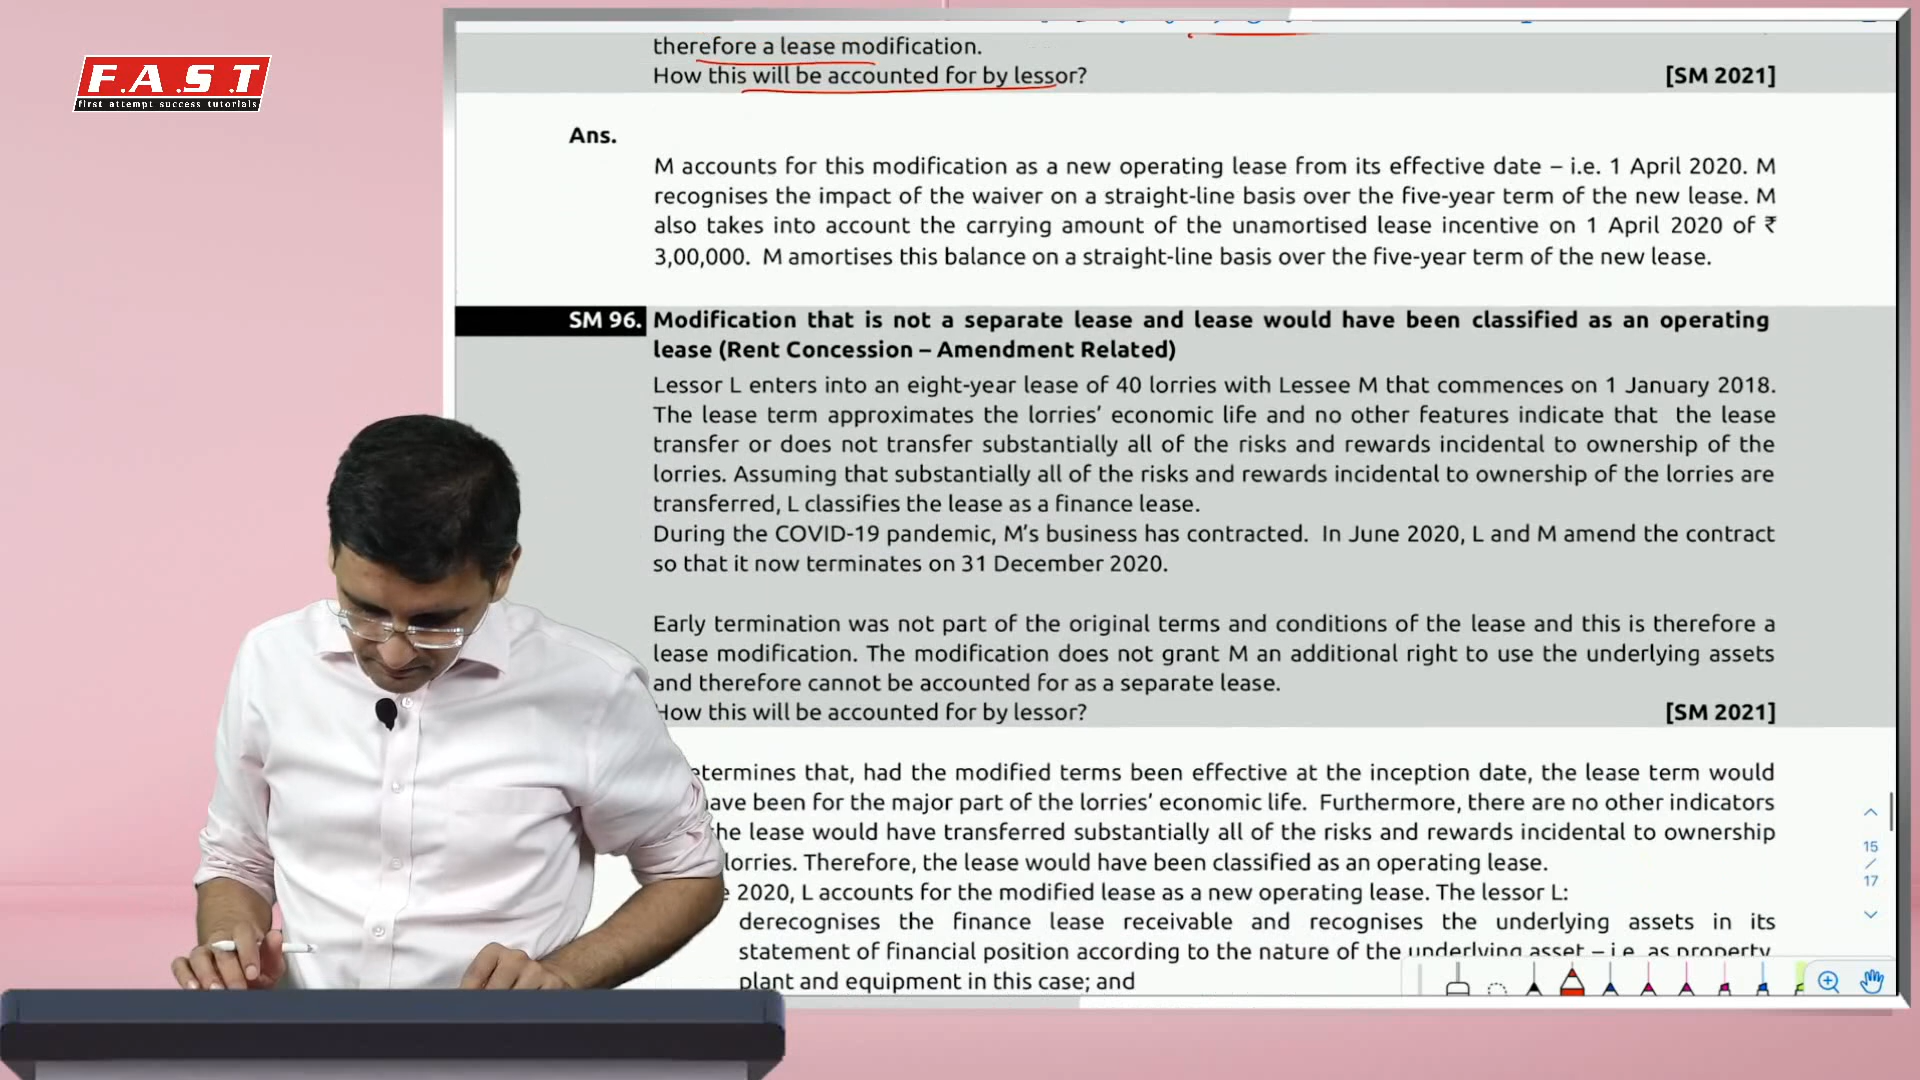 F.A.S.T
first attempt success tutorials
therefore a lease modification.
How this will be accounted for by lessor? [SM 2021]
Ans.
M accounts for this modification as a new operating lease from its effective date – i.e. 1 April 2020. M
recognises the impact of the waiver on a straight-line basis over the five-year term of the new lease. M
also takes into account the carrying amount of the unamortised lease incentive on 1 April 2020 of ₹
3,00,000. M amortises this balance on a straight-line basis over the five-year term of the new lease.
SM 96. Modification that is not a separate lease and lease would have been classified as an operating
lease (Rent Concession – Amendment Related)
Lessor L enters into an eight-year lease of 40 lorries with Lessee M that commences on 1 January 2018.
The lease term approximates the lorries’ economic life and no other features indicate that the lease
transfer or does not transfer substantially all of the risks and rewards incidental to ownership of the
lorries. Assuming that substantially all of the risks and rewards incidental to ownership of the lorries are
transferred, L classifies the lease as a finance lease.
During the COVID-19 pandemic, M’s business has contracted. In June 2020, L and M amend the contract
so that it now terminates on 31 December 2020.
Early termination was not part of the original terms and conditions of the lease and this is therefore a
lease modification. The modification does not grant M an additional right to use the underlying assets
and therefore cannot be accounted for as a separate lease.
How this will be accounted for by lessor? [SM 2021]
etermines that, had the modified terms been effective at the inception date, the lease term would
ave been for the major part of the lorries’ economic life. Furthermore, there are no other indicators
he lease would have transferred substantially all of the risks and rewards incidental to ownership
lorries. Therefore, the lease would have been classified as an operating lease.
2020, L accounts for the modified lease as a new operating lease. The lessor L:
derecognises the finance lease receivable and recognises the underlying assets in its
statement of financial position according to the nature of the underlying asset – i.e. as property,
plant and equipment in this case; and
15
/
17